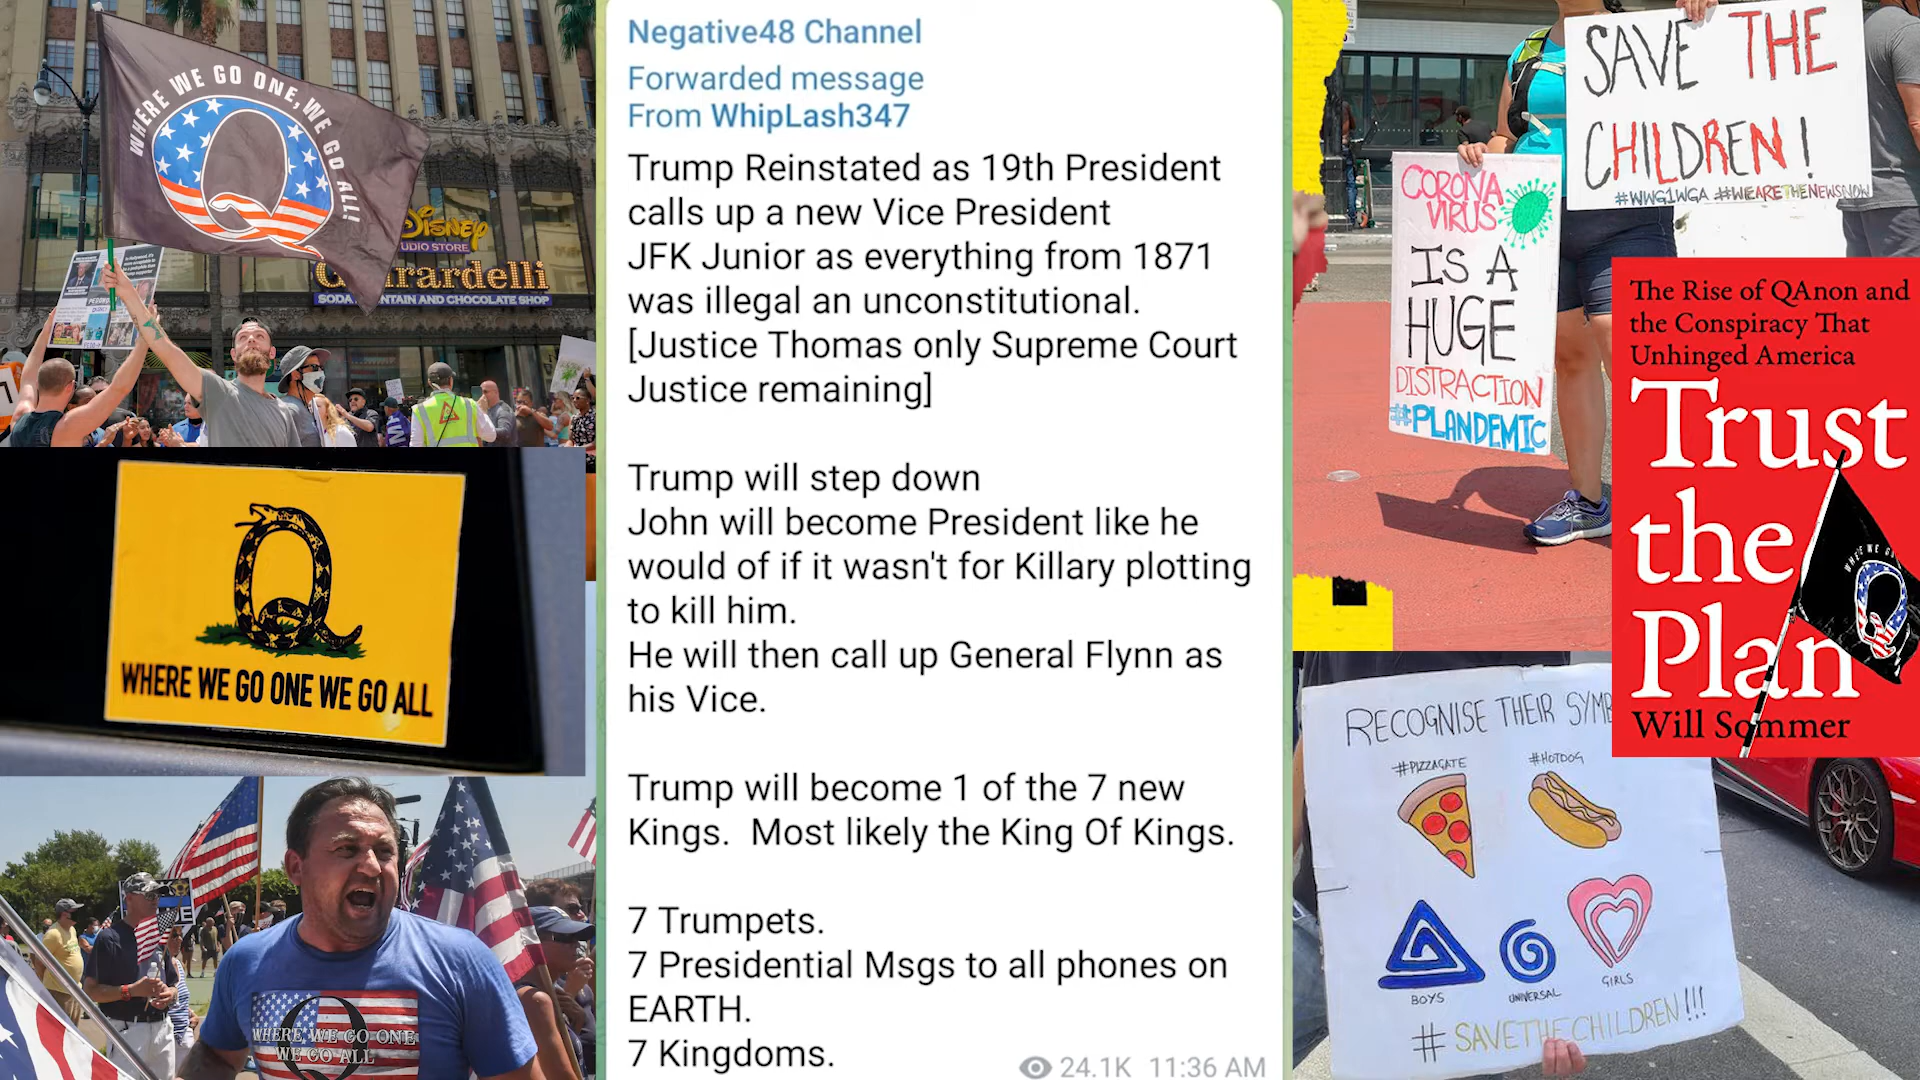 WHERE WE GO ONE, WE GO ALL!
Disney
UDIO STORE
rardelli
SODA
NTAIN AND CHOCOLATE SHOP
WHERE WE GO ONE WE GO ALL
WHERE WE GO ONE
WE GO ALL
Negative48 Channel
Forwarded message
From WhipLash347
Trump Reinstated as 19th President
calls up a new Vice President
JFK Junior as everything from 1871
was illegal an unconstitutional.
[Justice Thomas only Supreme Court
Justice remaining]
Trump will step down
John will become President like he
would of if it wasn't for Killary plotting
to kill him.
He will then call up General Flynn as
his Vice.
Trump will become 1 of the 7 new
Kings. Most likely the King Of Kings.
7 Trumpets.
7 Presidential Msgs to all phones on
EARTH.
7 Kingdoms.
24.1K 11:36 AM
SAVE THE
CHILDREN!
#WWG1WGA #WEARETHENEWSNOW
CORONA
VIRUS
IS A
HUGE
DISTRACTION
#PLANDEMIC
The Rise of QAnon and
the Conspiracy That
Unhinged America
Trust
the
Plan
WHERE WE GO
Will Sommer
RECOGNISE THEIR SYMB
#PIZZAGATE
#HOTDOG
BOYS
UNIVERSAL
GIRLS
# SAVETHECHILDREN!!!